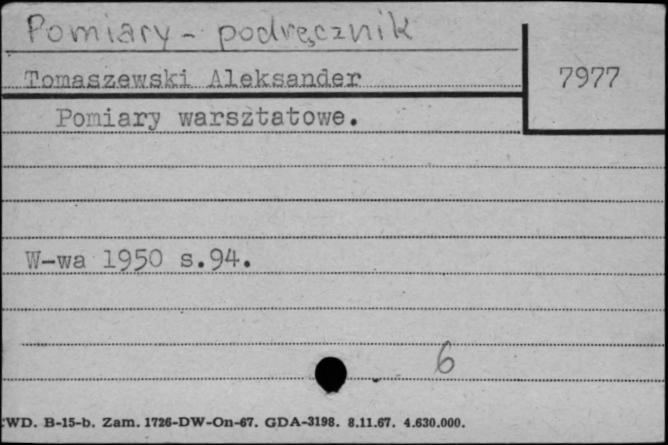 Pomiary - podręcznik
Tomaszewski Aleksander
7977
Pomiary warsztatowe.
W-wa 1950 s.94.
6
WD. B-15-b. Zam. 1726-DW-On-67. GDA-3198. 8.11.67. 4.630.000.